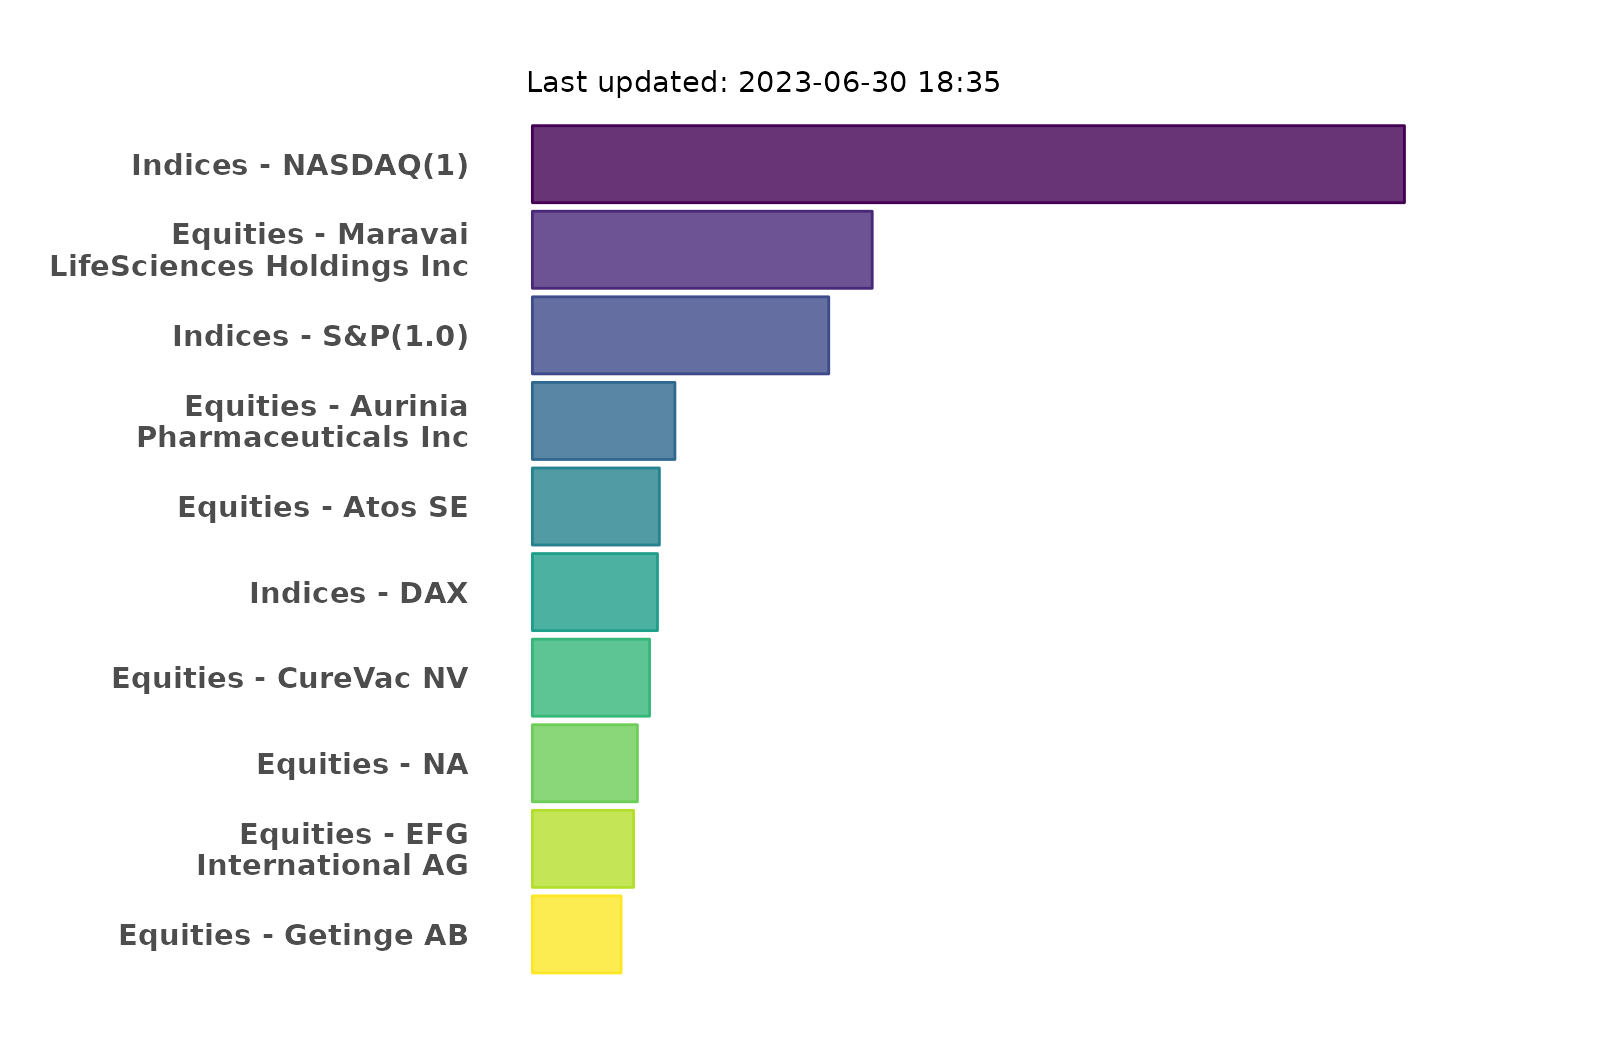 Last updated: 2023-06-30 18:35
Indices - NASDAQ(1)
Equities - Maravai
LifeSciences Holdings Inc
Indices - S&P(1.0)
Equities - Aurinia
Pharmaceuticals Inc
Equities - Atos SE
Indices - DAX
Equities - CureVac NV
Equities - NA
Equities - EFG
International AG
Equities - Getinge AB